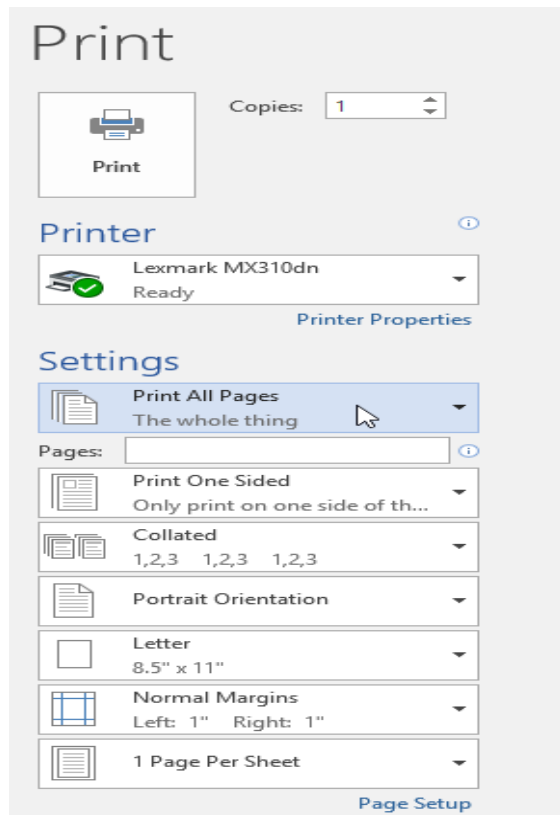 Print
Copies: 1
Print
Printer
Lexmark MX310dn
Ready
Printer Properties
Settings
Print All Pages
The whole thing
Pages:
Print One Sided
Only print on one side of th...
Collated
1,2,3 1,2,3 1,2,3
Portrait Orientation
Letter
8.5" x 11"
Normal Margins
Left: 1" Right: 1"
1 Page Per Sheet
Page Setup